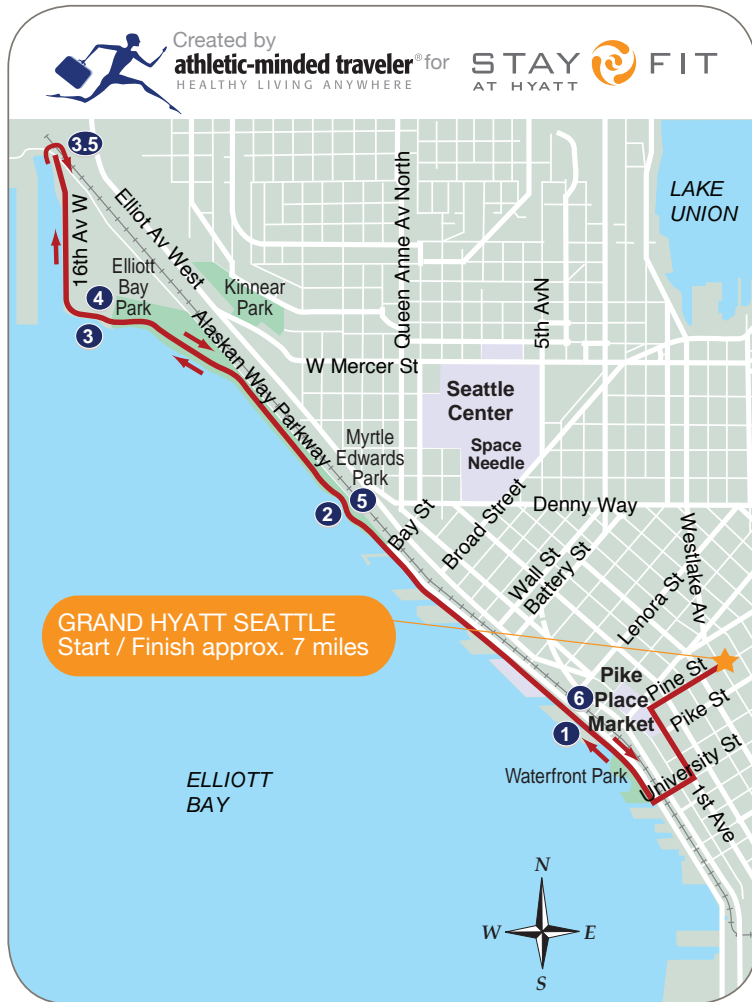 Created by
athletic-minded traveler® for
HEALTHY LIVING ANYWHERE
STAY FIT
AT HYATT
3.5
LAKE
UNION
16th Av W
Elliot Av West
Queen Anne Av North
5th AvN
Elliott
Bay
Park
Kinnear
Park
4
3
Alaskan Way Parkway
W Mercer St
Seattle
Center
Space
Needle
Myrtle
Edwards
Park
5
2
Bay St
Broad Street
Denny Way
Wall St
Battery St
Westlake Av
Lenora St
GRAND HYATT SEATTLE
Start / Finish approx. 7 miles
6
1
Pike
Place
Market
Pine St
Pike St
University St
1st Ave
Waterfront Park
ELLIOTT
BAY
N
W
E
S